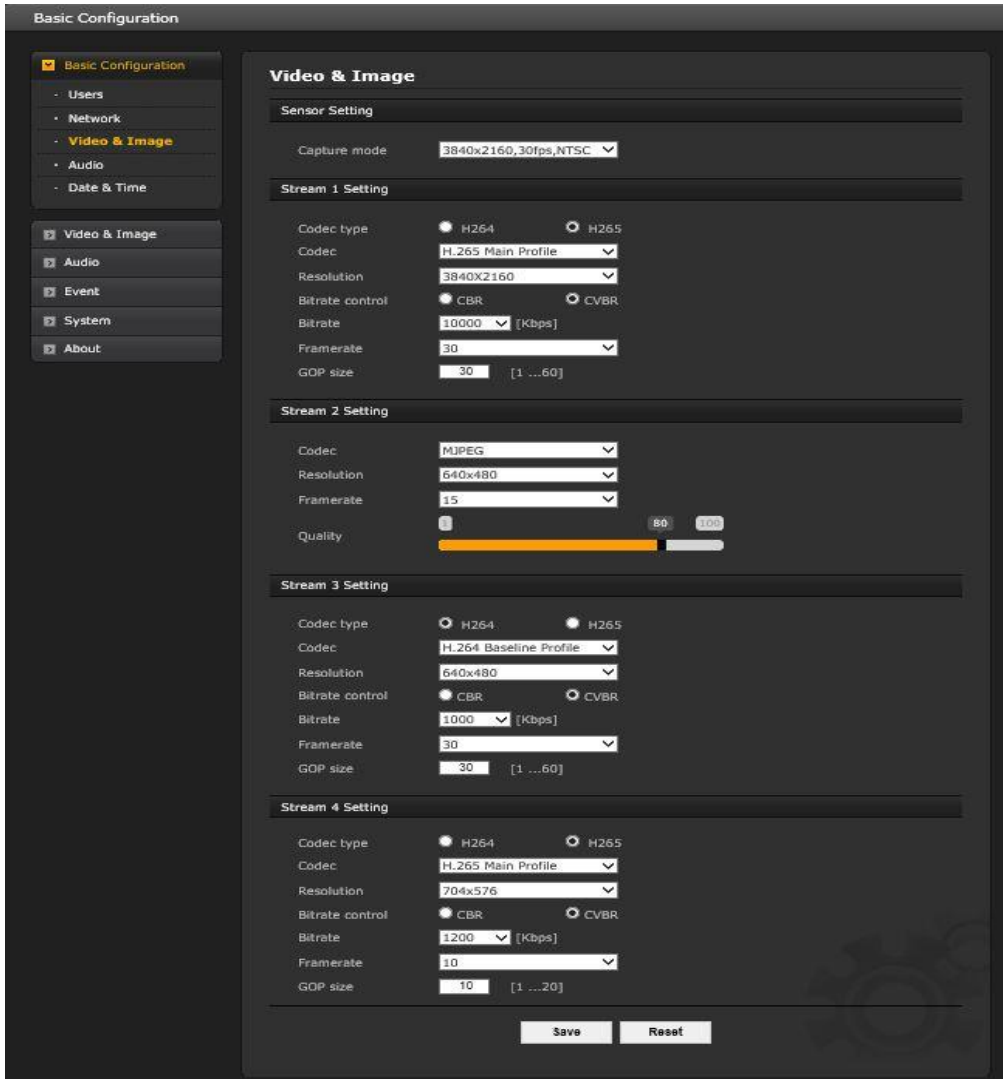 Basic Configuration
Basic Configuration
- Users
- Network
- Video & Image
- Audio
- Date & Time
Video & Image
Audio
Event
System
About
Video & Image
Sensor Setting
Capture mode 3840x2160,30fps,NTSC
Stream 1 Setting
Codec type H264 H265
Codec H.265 Main Profile
Resolution 3840X2160
Bitrate control CBR CVBR
Bitrate 10000 [Kbps]
Framerate 30
GOP size 30 [1 ...60]
Stream 2 Setting
Codec MJPEG
Resolution 640x480
Framerate 15
1 80 100
Quality
Stream 3 Setting
Codec type H264 H265
Codec H.264 Baseline Profile
Resolution 640x480
Bitrate control CBR CVBR
Bitrate 1000 [Kbps]
Framerate 30
GOP size 30 [1 ...60]
Stream 4 Setting
Codec type H264 H265
Codec H.265 Main Profile
Resolution 704x576
Bitrate control CBR CVBR
Bitrate 1200 [Kbps]
Framerate 10
GOP size 10 [1 ...20]
Save Reset